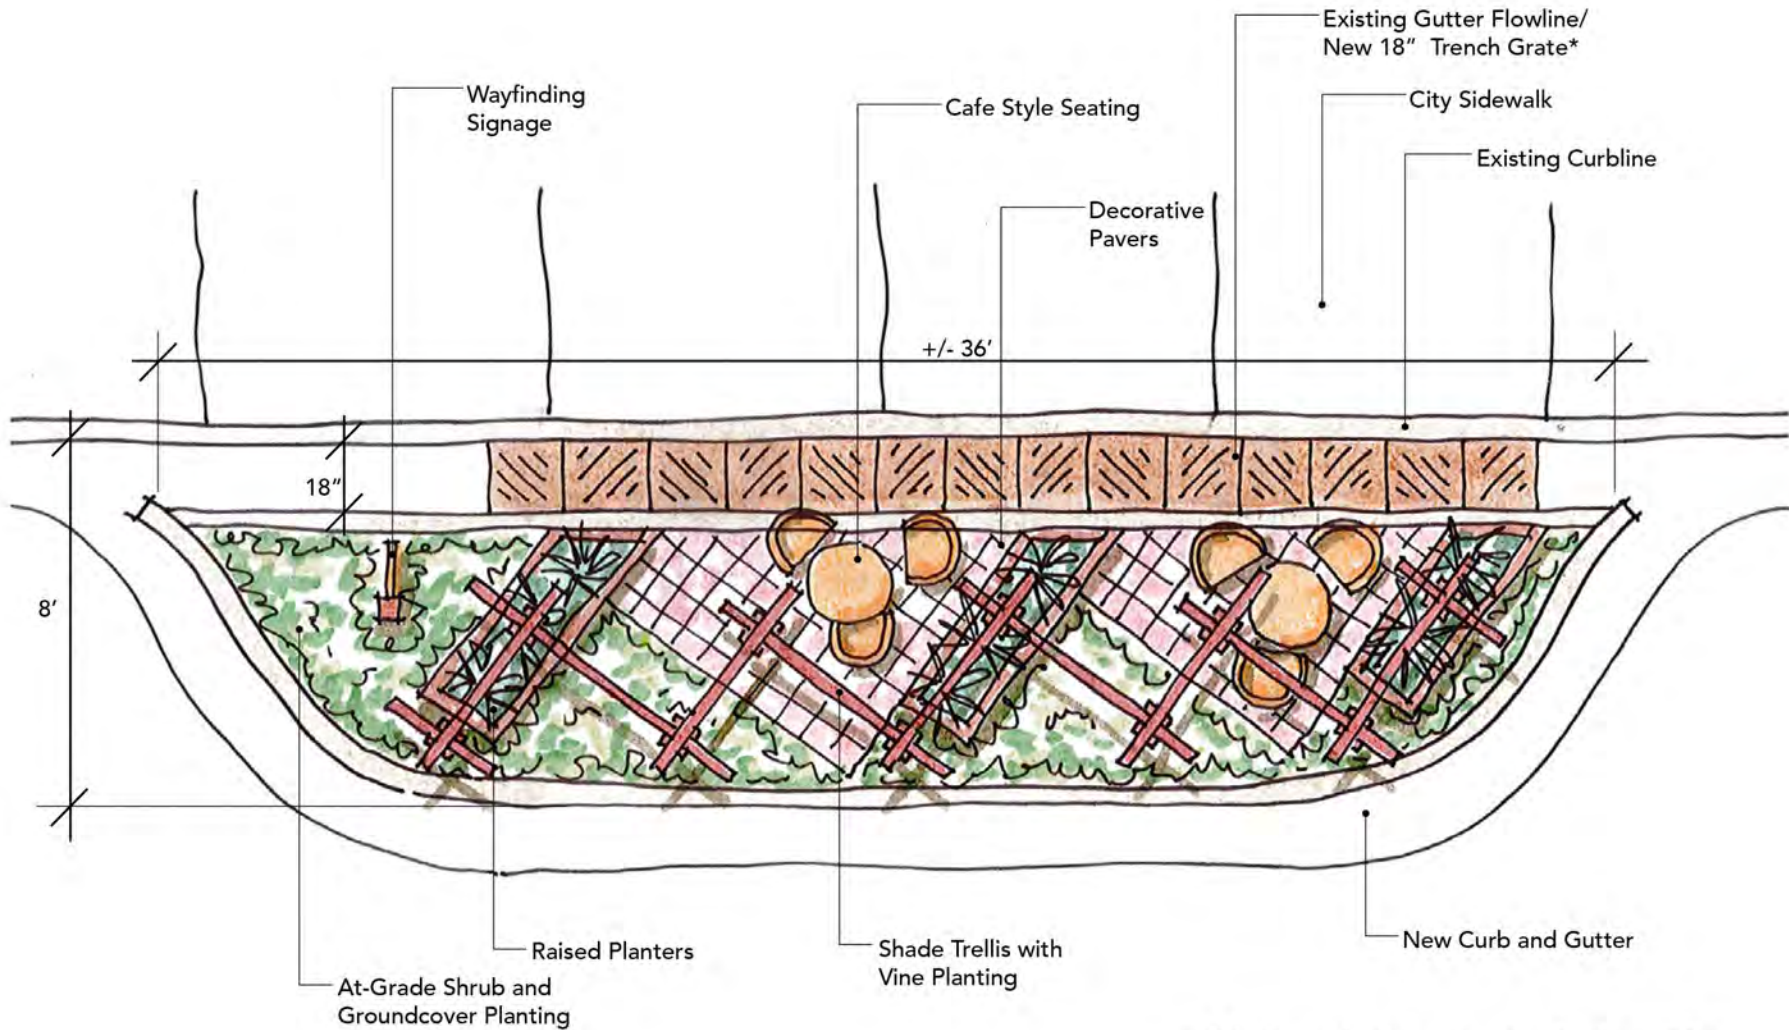 Existing Gutter Flowline/
New 18" Trench Grate*
Wayfinding
Signage
Cafe Style Seating
City Sidewalk
Existing Curbline
Decorative
Pavers
+/- 36'
18"
8'
Raised Planters
Shade Trellis with
Vine Planting
New Curb and Gutter
At-Grade Shrub and
Groundcover Planting